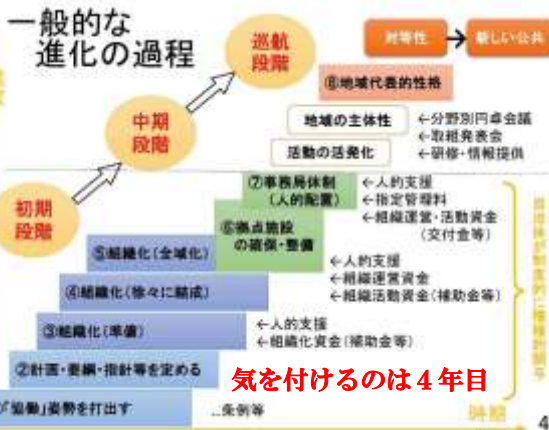 一般的な
進化の過程
巡航
段階
対等性
新しい公共
⑧地域代表的性格
中期
段階
地域の主体性
←分野別円卓会議
←取組発表会
活動の活発化
←研修・情報提供
⑦事務局体制
(人的配置)
←人的支援
←指定管理料
←組織運営・活動資金
(交付金等)
初期
段階
⑥拠点施設
の確保・整備
⑤組織化(全域化)
←人的支援
←組織運営資金
←組織活動資金(補助金等)
④組織化(徐々に結成)
③組織化(準備)
←人的支援
←組織化資金(補助金等)
②計画・要綱・指針等を定める
気を付けるのは4年目
「協働」姿勢を打出す
…条例等
時期
4